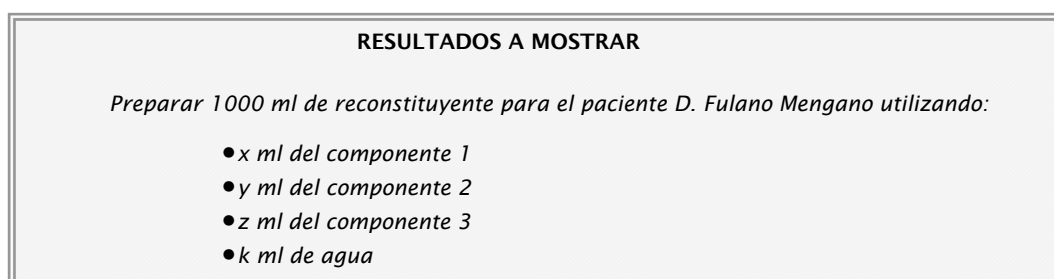 RESULTADOS A MOSTRAR
Preparar 1000 ml de reconstituyente para el paciente D. Fulano Mengano utilizando:
● x ml del componente 1
● y ml del componente 2
● z ml del componente 3
● k ml de agua